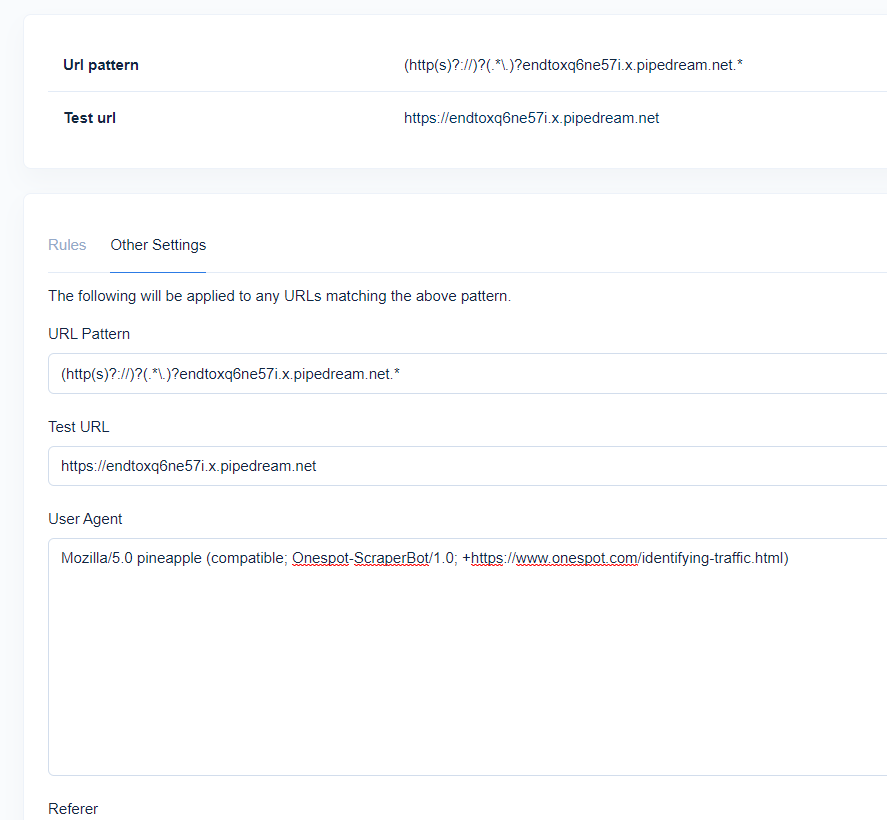 Url pattern (http(s)?://)?(.*\.)?endtoxq6ne57i.x.pipedream.net.*
Test url https://endtoxq6ne57i.x.pipedream.net
Rules Other Settings
The following will be applied to any URLs matching the above pattern.
URL Pattern
(http(s)?://)?(.*\.)?endtoxq6ne57i.x.pipedream.net.*
Test URL
https://endtoxq6ne57i.x.pipedream.net
User Agent
Mozilla/5.0 pineapple (compatible; Onespot-ScraperBot/1.0; +https://www.onespot.com/identifying-traffic.html)
Referer